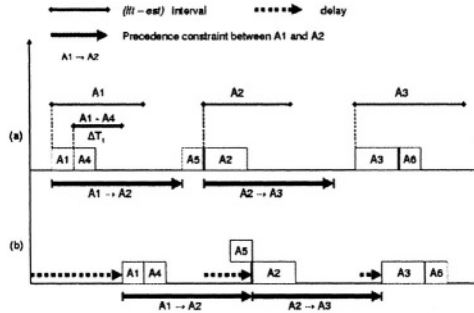 (lft – est) Interval
delay
Precedence constraint between A1 and A2
A1 → A2
A1
A2
A3
A1 - A4
ΔT₁
(a)
A1
A4
A5
A2
A3
A6
A1 → A2
A2 → A3
(b)
A5
A1
A4
A2
A3
A6
A1 → A2
A2 → A3